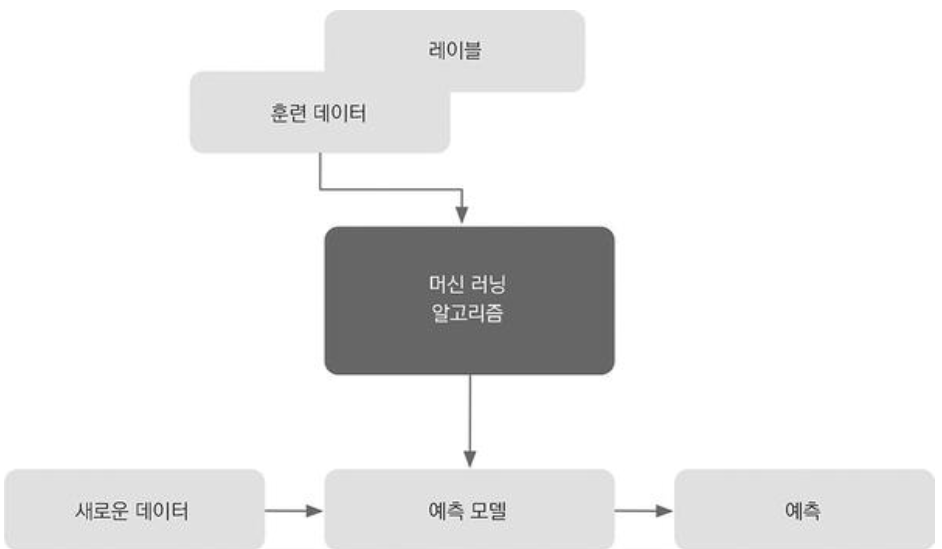 레이블
훈련 데이터
머신 러닝
알고리즘
새로운 데이터
예측 모델
예측